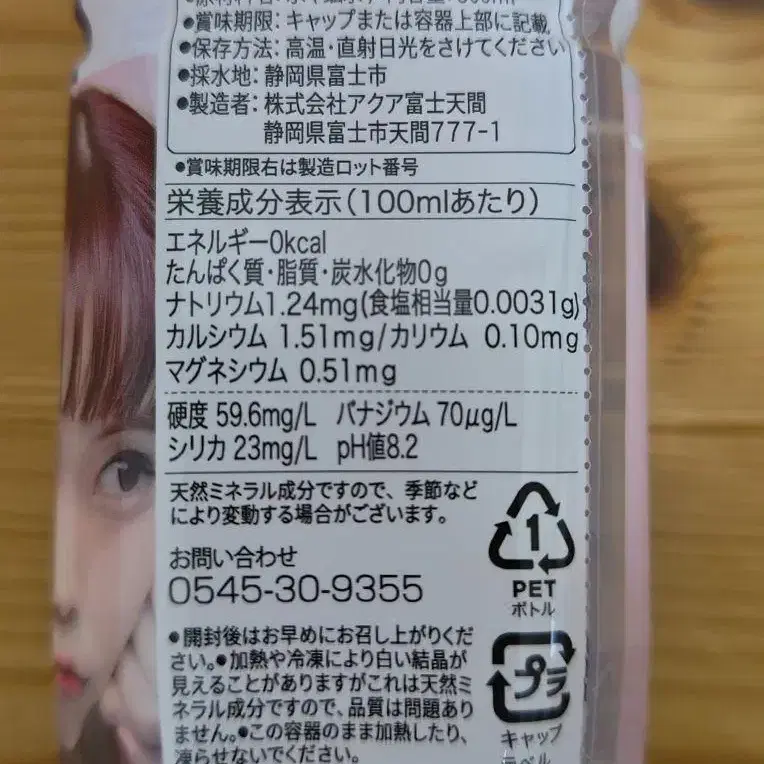 ●賞味期限：キャップまたは容器上部に記載
●保存方法：高温・直射日光をさけてください
●採水地：静岡県富士市
●製造者：株式会社アクア富士天間
静岡県富士市天間777-1
●賞味期限右は製造ロット番号
栄養成分表示（100mlあたり）
エネルギー0kcal
たんぱく質・脂質・炭水化物0g
ナトリウム1.24mg(食塩相当量0.0031g)
カルシウム 1.51mg/カリウム 0.10mg
マグネシウム 0.51mg
硬度 59.6mg/L バナジウム 70μg/L
シリカ 23mg/L pH値8.2
天然ミネラル成分ですので、季節など
により変動する場合がございます。
お問い合わせ
0545-30-9355
1
PET
ボトル
●開封後はお早めにお召し上がりくだ
さい。●加熱や冷凍により白い結晶が
見えることがありますがこれは天然ミ
ネラル成分ですので、品質は問題あり
ません。●この容器のまま加熱したり、
凍らせないでください。
プラ
キャップ
ラベル